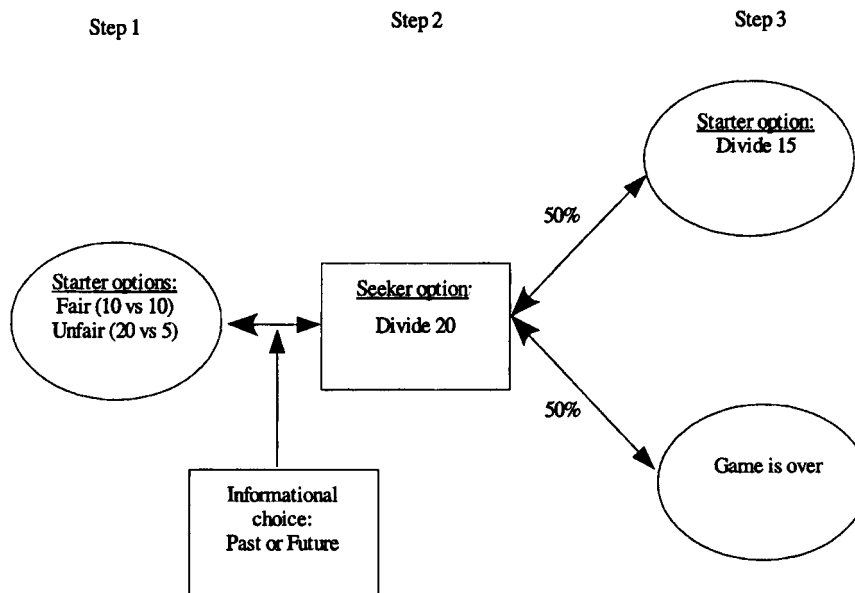 Step 1
Step 2
Step 3
Starter option:
Divide 15
50%
Starter options:
Fair (10 vs 10)
Unfair (20 vs 5)
Seeker option:
Divide 20
50%
Game is over
Informational
choice:
Past or Future